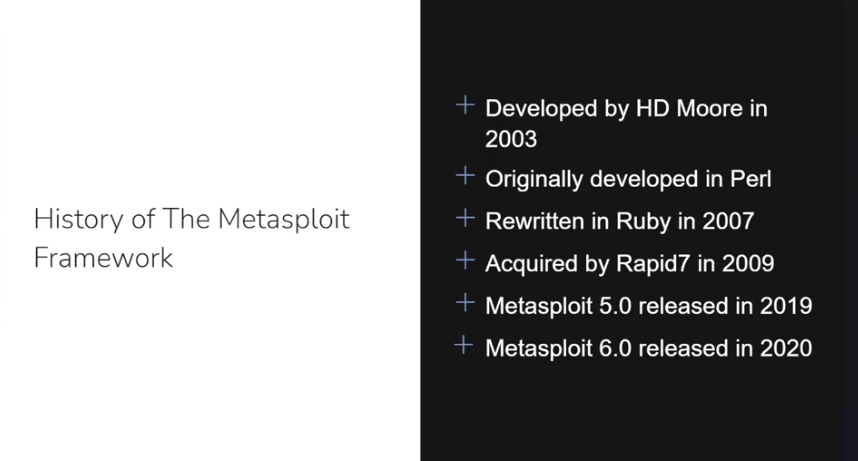 History of The Metasploit
Framework
Developed by HD Moore in
2003
Originally developed in Perl
Rewritten in Ruby in 2007
Acquired by Rapid7 in 2009
Metasploit 5.0 released in 2019
Metasploit 6.0 released in 2020